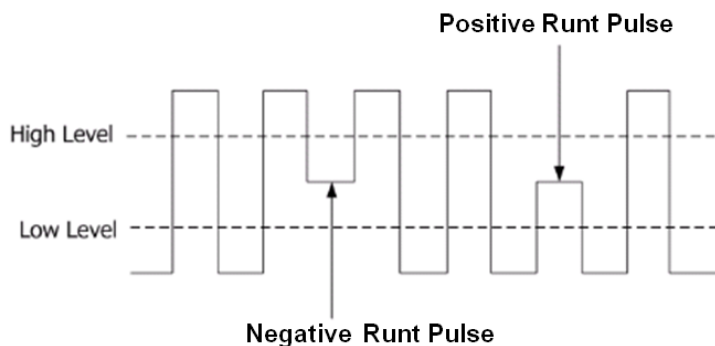 Positive Runt Pulse
High Level
Low Level
Negative Runt Pulse